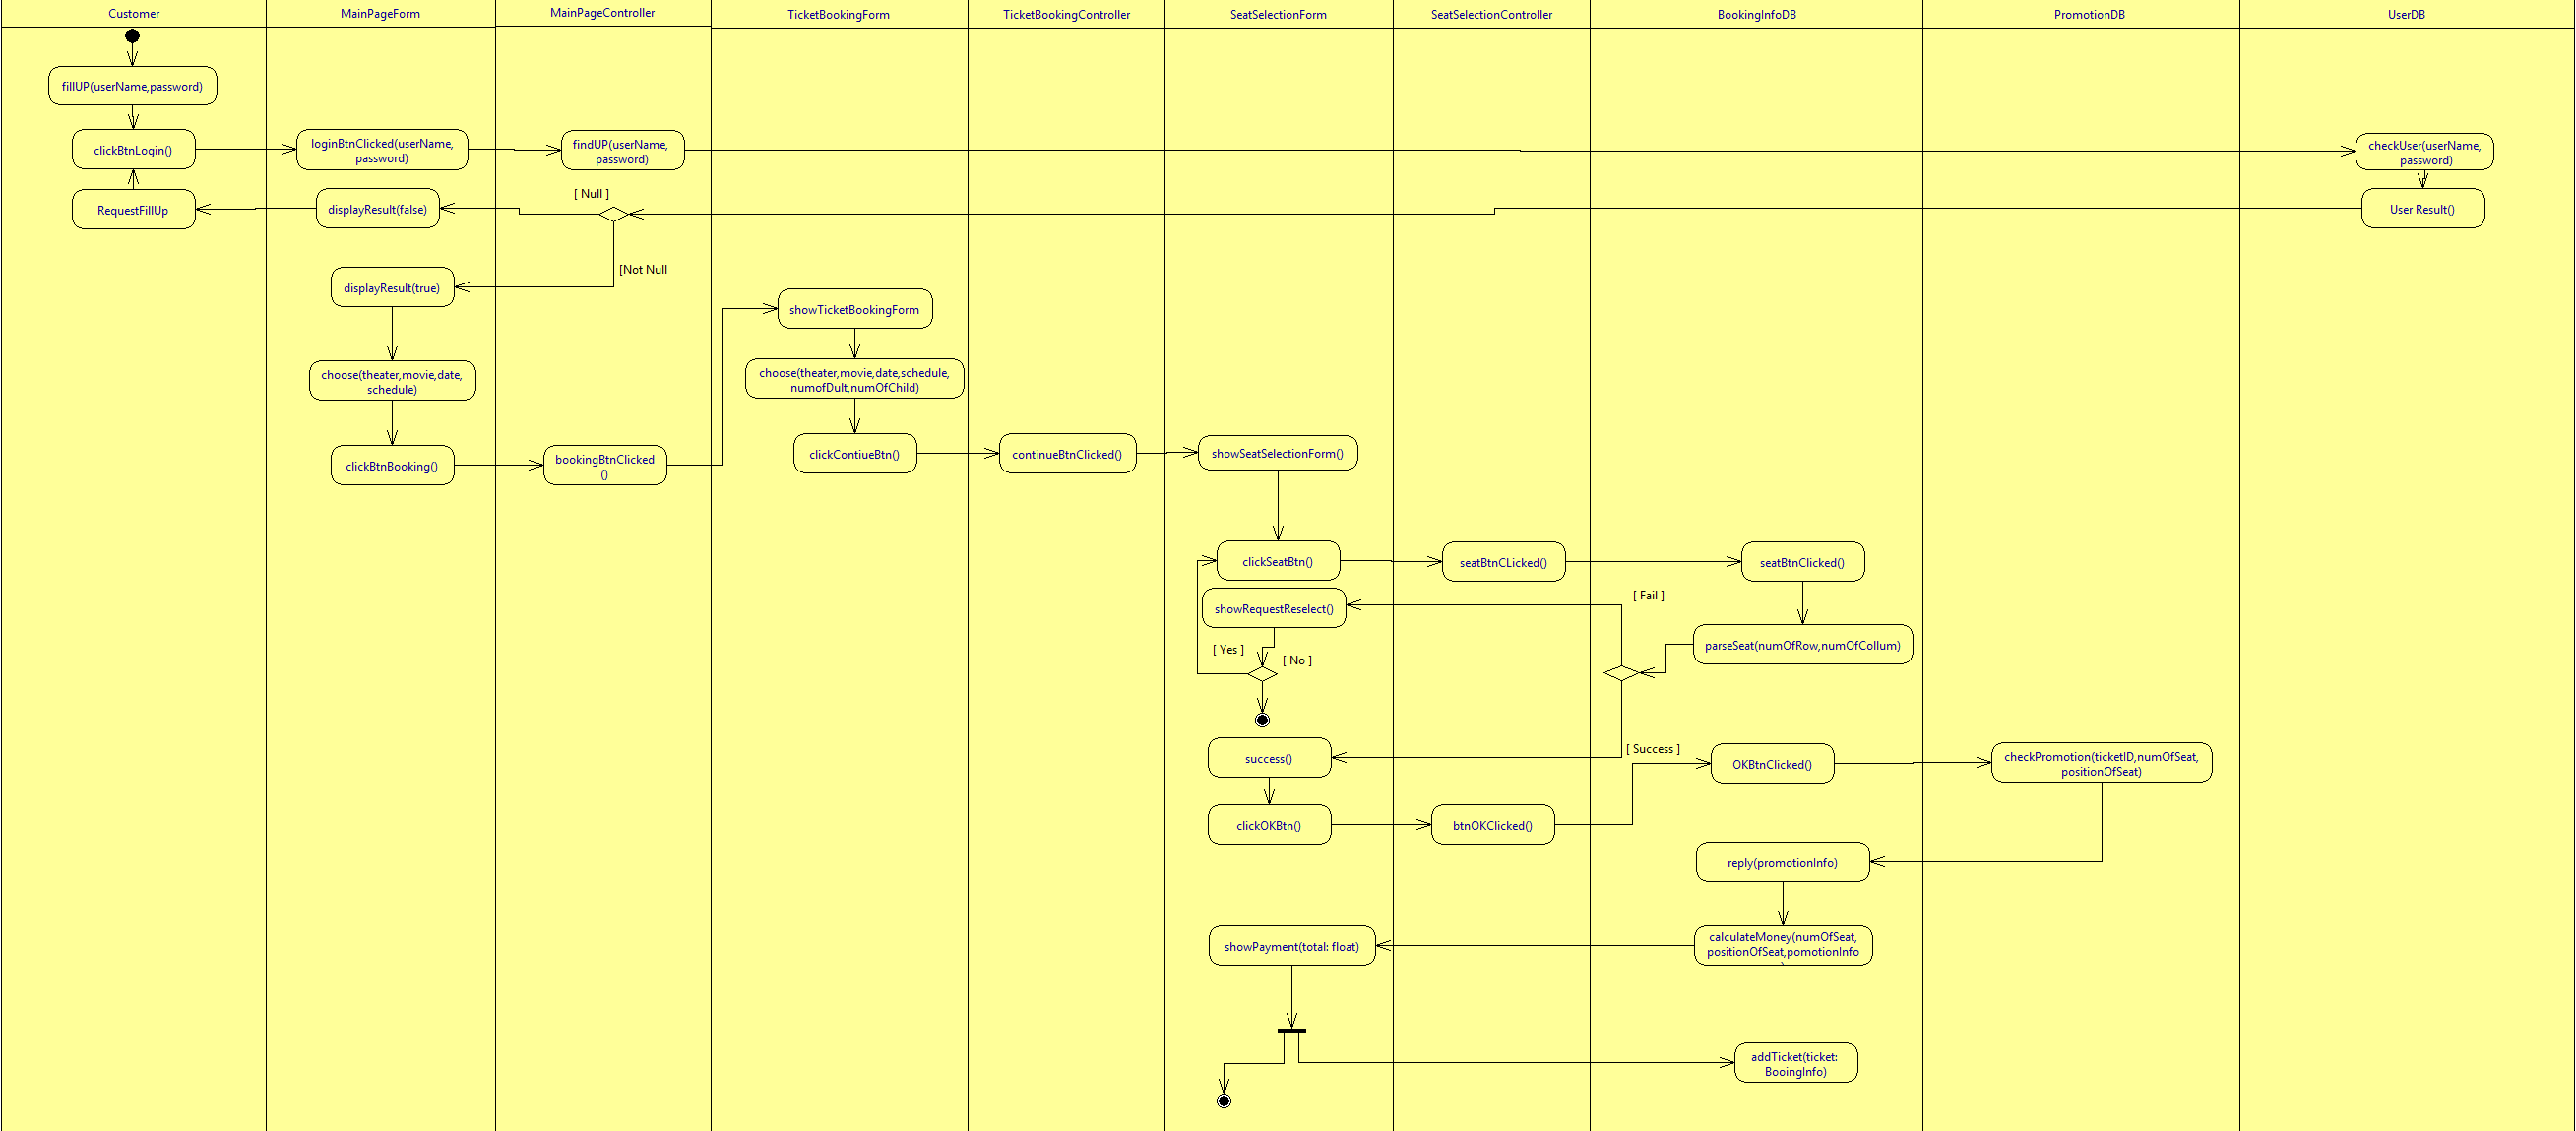 Customer
MainPageForm
MainPageController
TicketBookingForm
TicketBookingController
SeatSelectionForm
SeatSelectionController
BookingInfoDB
PromotionDB
UserDB
fillUP(userName,password)
clickBtnLogin()
loginBtnClicked(userName,
password)
findUP(userName,
password)
checkUser(userName,
password)
[ Null ]
RequestFillUp
displayResult(false)
User Result()
[Not Null
displayResult(true)
showTicketBookingForm
choose(theater,movie,date,
schedule)
choose(theater,movie,date,schedule,
numofDult,numOfChild)
clickBtnBooking()
bookingBtnClicked
()
clickContiueBtn()
continueBtnClicked()
showSeatSelectionForm()
clickSeatBtn()
seatBtnCLicked()
seatBtnClicked()
[ Fail ]
showRequestReselect()
parseSeat(numOfRow,numOfCollum)
[ Yes ]
[ No ]
[ Success ]
success()
OKBtnClicked()
checkPromotion(ticketID,numOfSeat,
positionOfSeat)
clickOKBtn()
btnOKClicked()
reply(promotionInfo)
showPayment(total: float)
calculateMoney(numOfSeat,
positionOfSeat,pomotionInfo
addTicket(ticket:
BooingInfo)